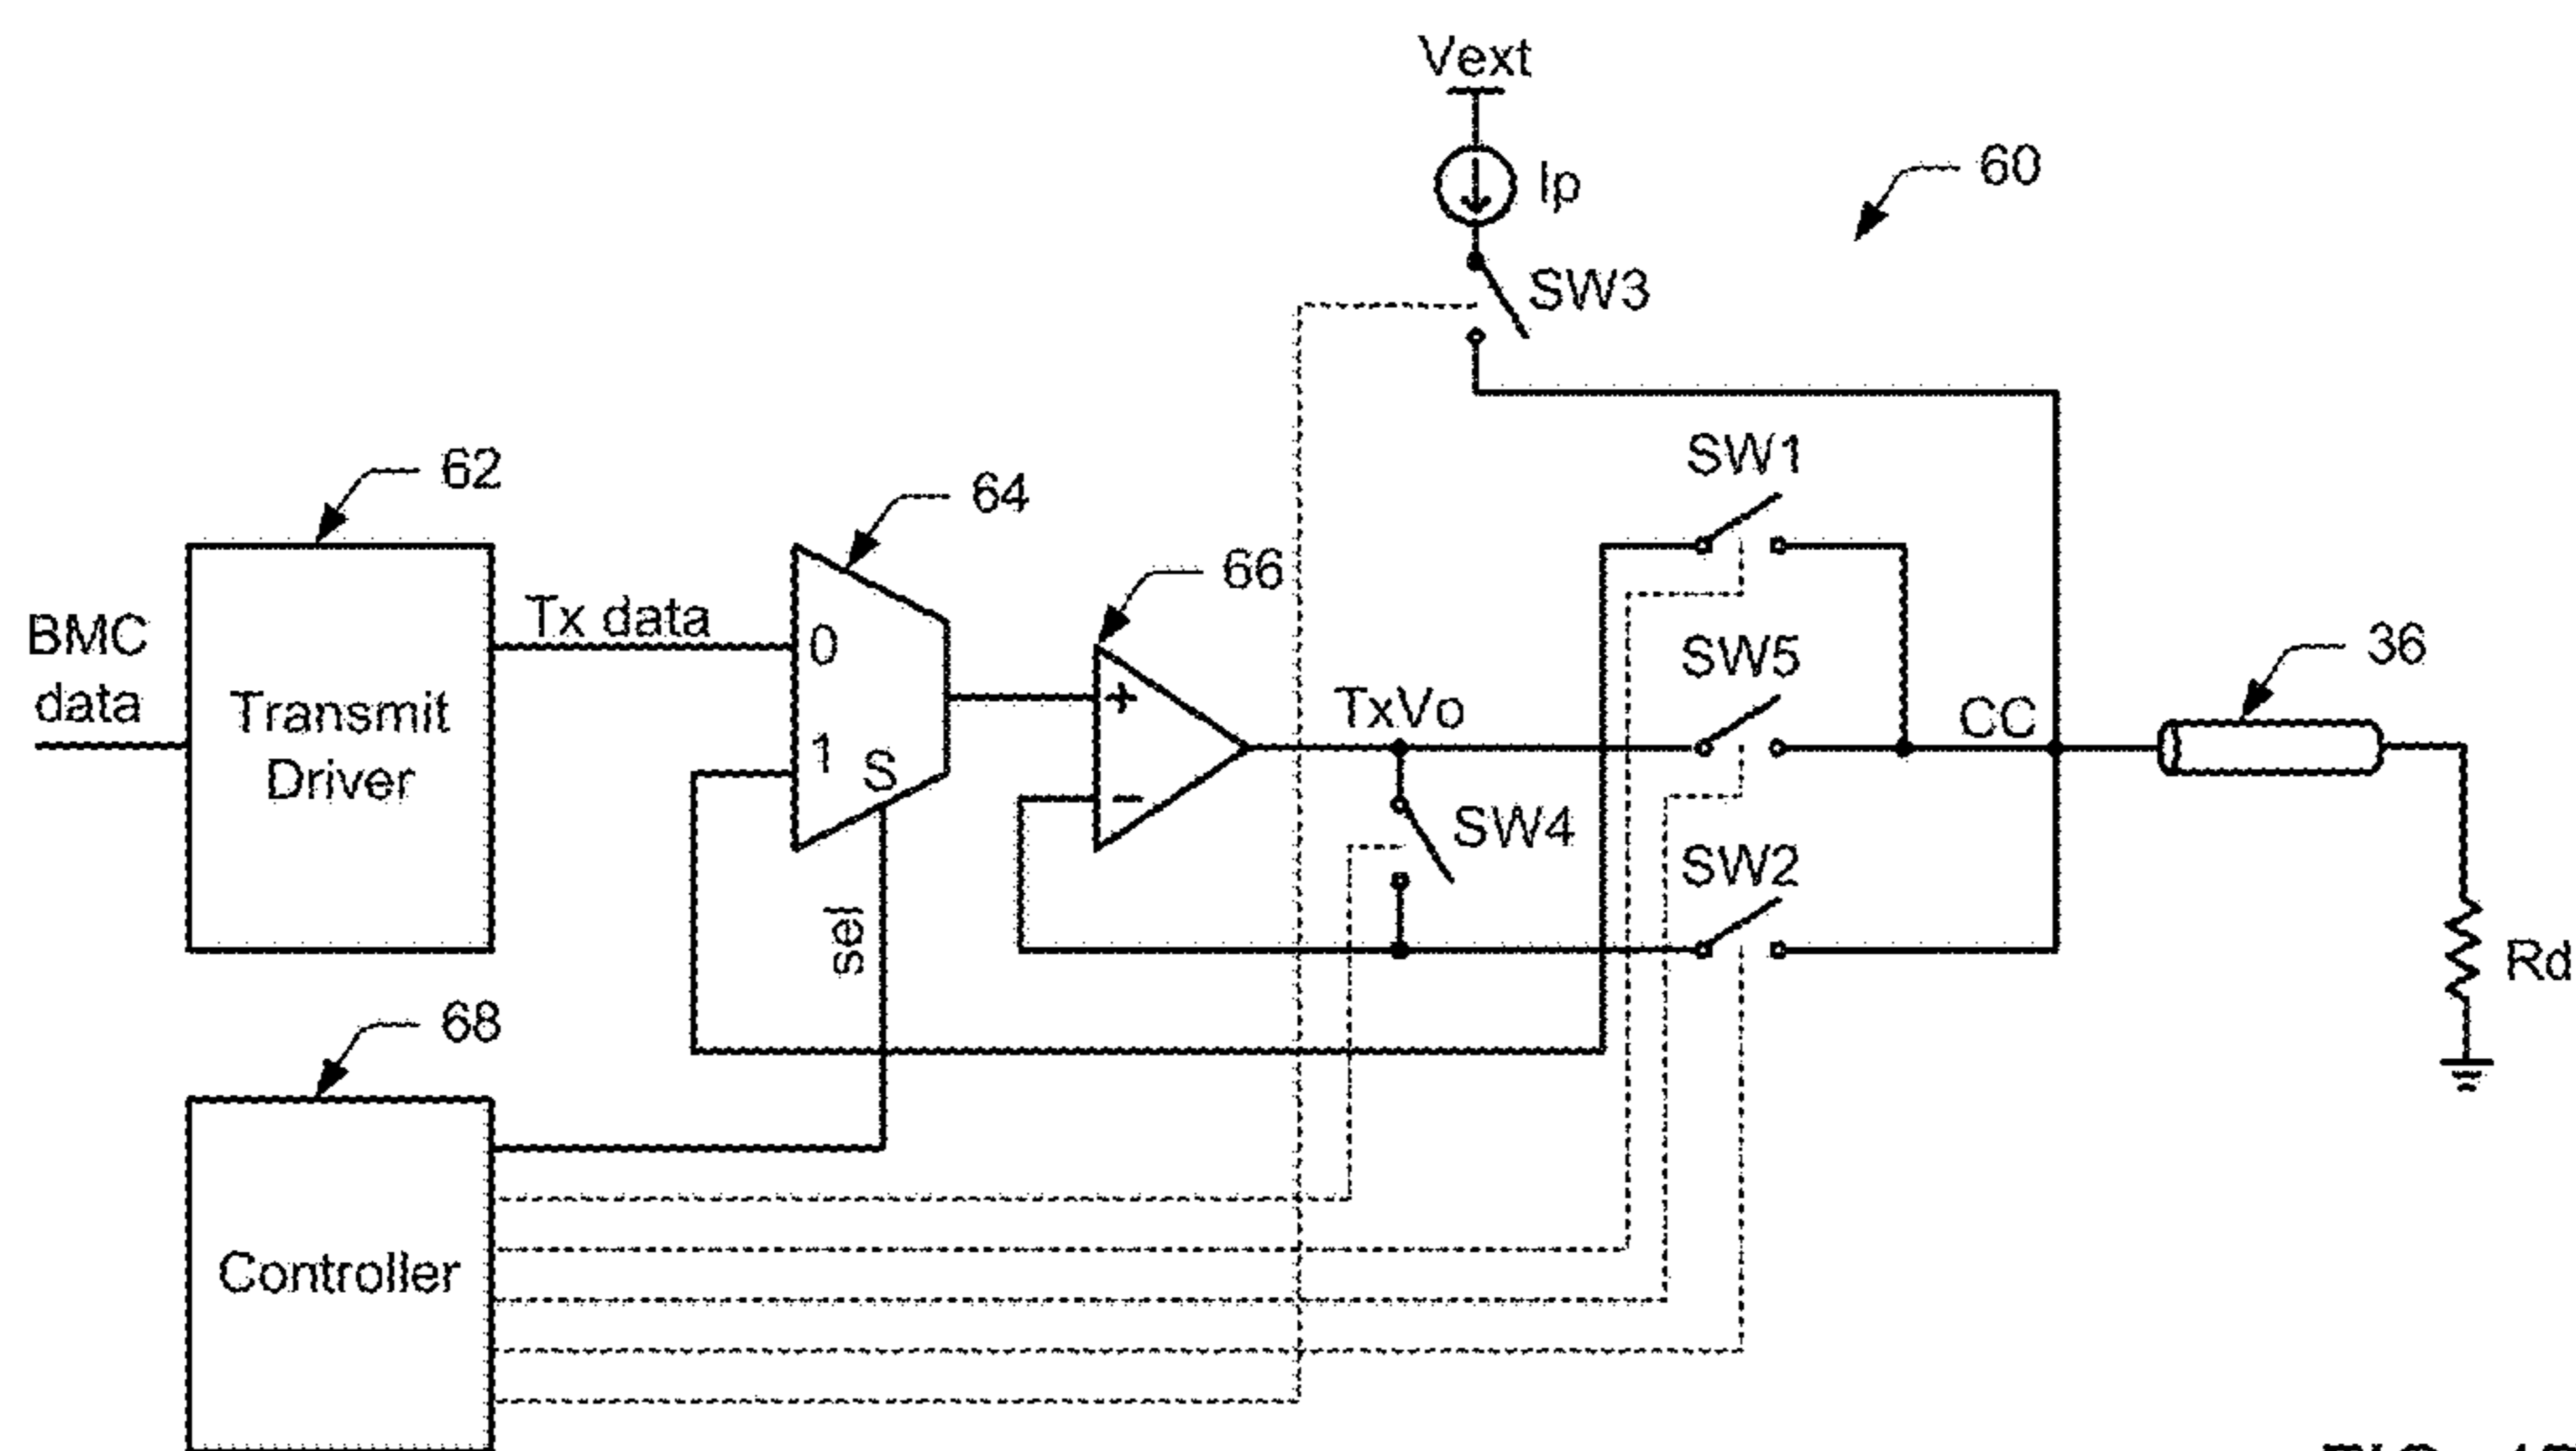 Vext
Ip
60
SW3
SW1
62
64
66
SW5
36
BMC
data
Tx data
0
Transmit
Driver
+
TxVo
CC
1
S
-
SW4
SW2
sel
Rd
68
Controller